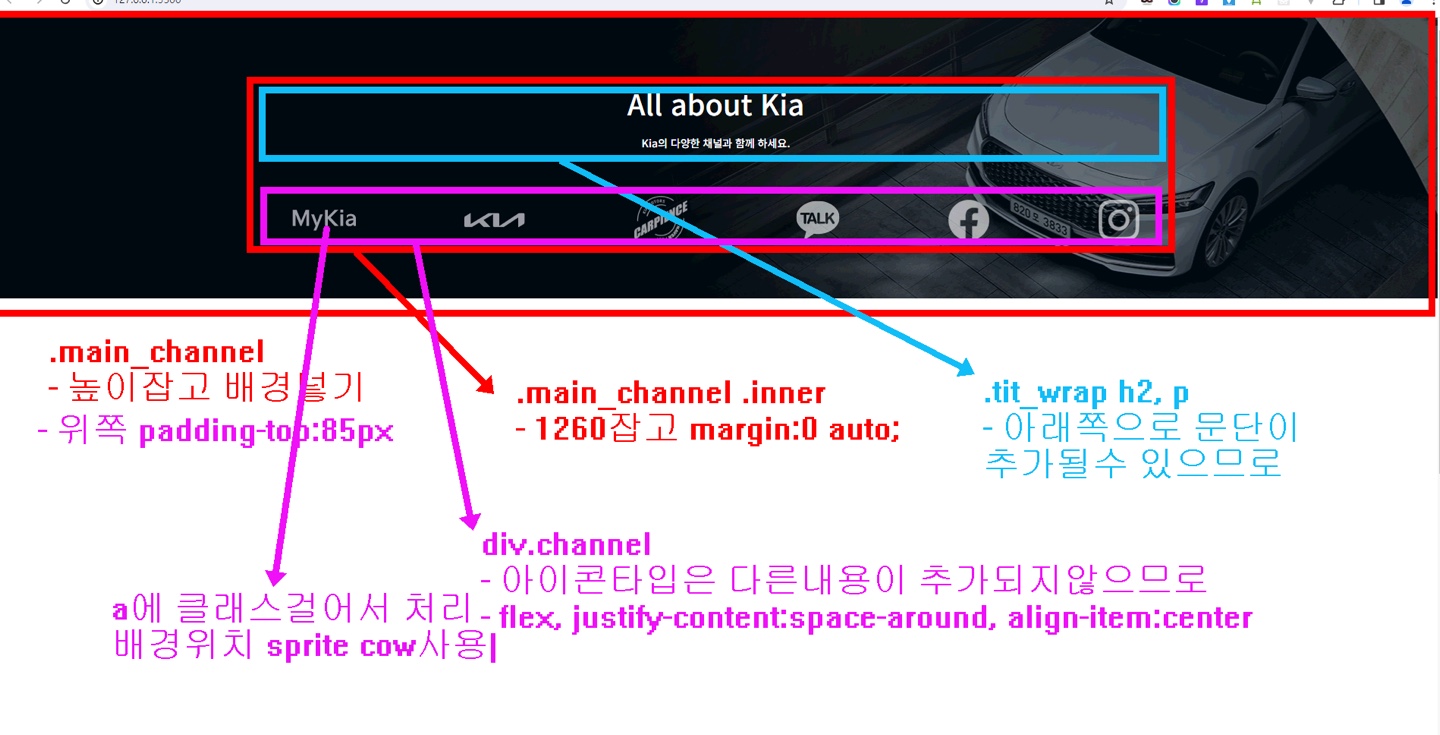 All about Kia
Kia의 다양한 채널과 함께 하세요.
MyKia
KIA
CARPIENCE
TALK
820오 3833
.main_channel
- 높이잡고 배경넣기
- 위쪽 padding-top:85px
.main_channel .inner
- 1260잡고 margin:0 auto;
.tit_wrap h2, p
- 아래쪽으로 문단이
추가될수 있으므로
div.channel
- 아이콘타입은 다른내용이 추가되지않으므로
- flex, justify-content:space-around, align-item:center
a에 클래스걸어서 처리
배경위치 sprite cow사용